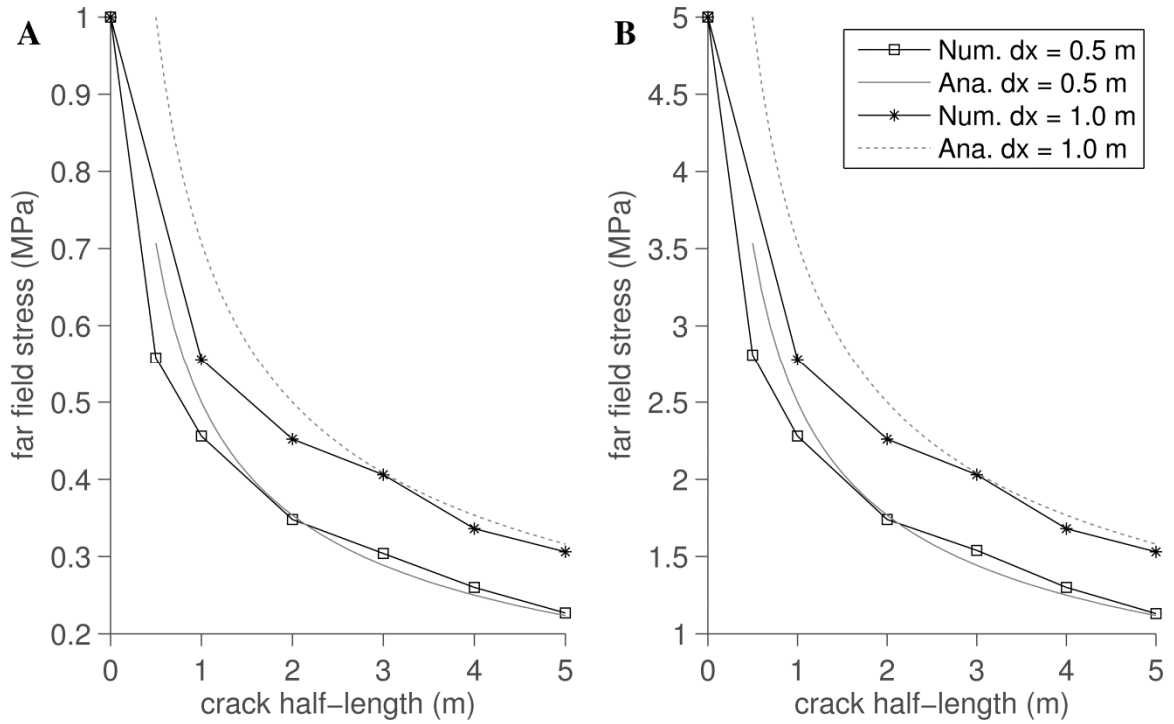 A
1
0.9
0.8
0.7
0.6
0.5
0.4
0.3
0.2
far field stress (MPa)
0 1 2 3 4 5
crack half-length (m)
B
5
4.5
4
3.5
3
2.5
2
1.5
1
far field stress (MPa)
0 1 2 3 4 5
crack half-length (m)
Num. dx = 0.5 m
Ana. dx = 0.5 m
Num. dx = 1.0 m
Ana. dx = 1.0 m